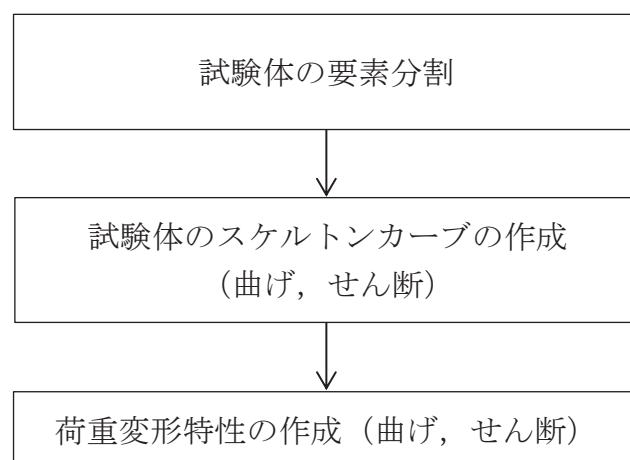 試験体の要素分割
試験体のスケルトンカーブの作成
（曲げ，せん断）
荷重変形特性の作成（曲げ，せん断）